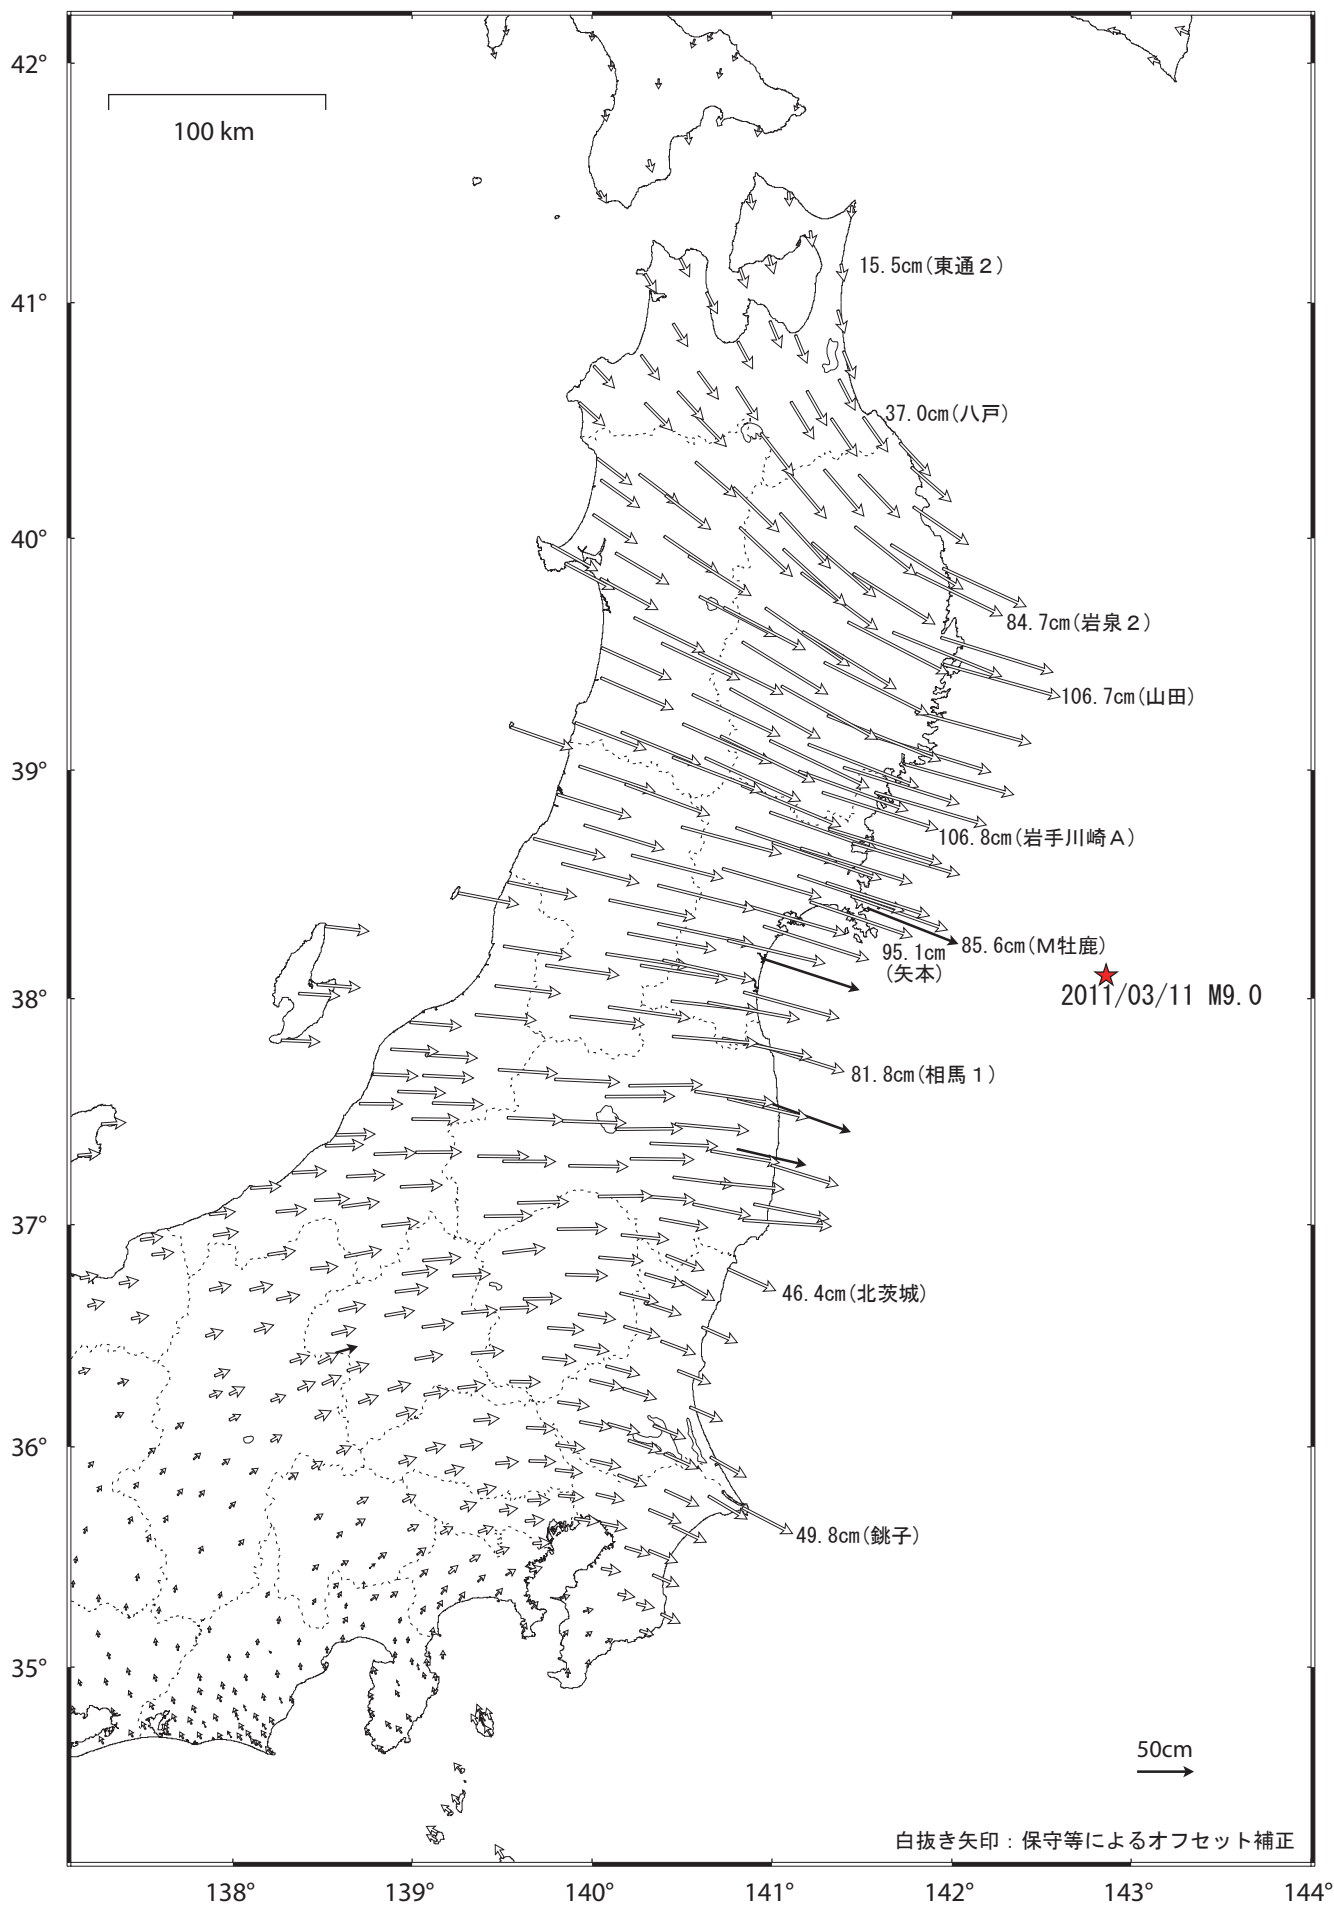 42°
100 km
15.5cm(東通２)
41°
37.0cm(八戸)
40°
84.7cm(岩泉２)
106.7cm(山田)
39°
106.8cm(岩手川崎Ａ)
85.6cm(Ｍ牡鹿)
95.1cm
(矢本)
2011/03/11 M9.0
38°
81.8cm(相馬１)
37°
46.4cm(北茨城)
36°
49.8cm(銚子)
35°
50cm
白抜き矢印：保守等によるオフセット補正
138°
139°
140°
141°
142°
143°
144°